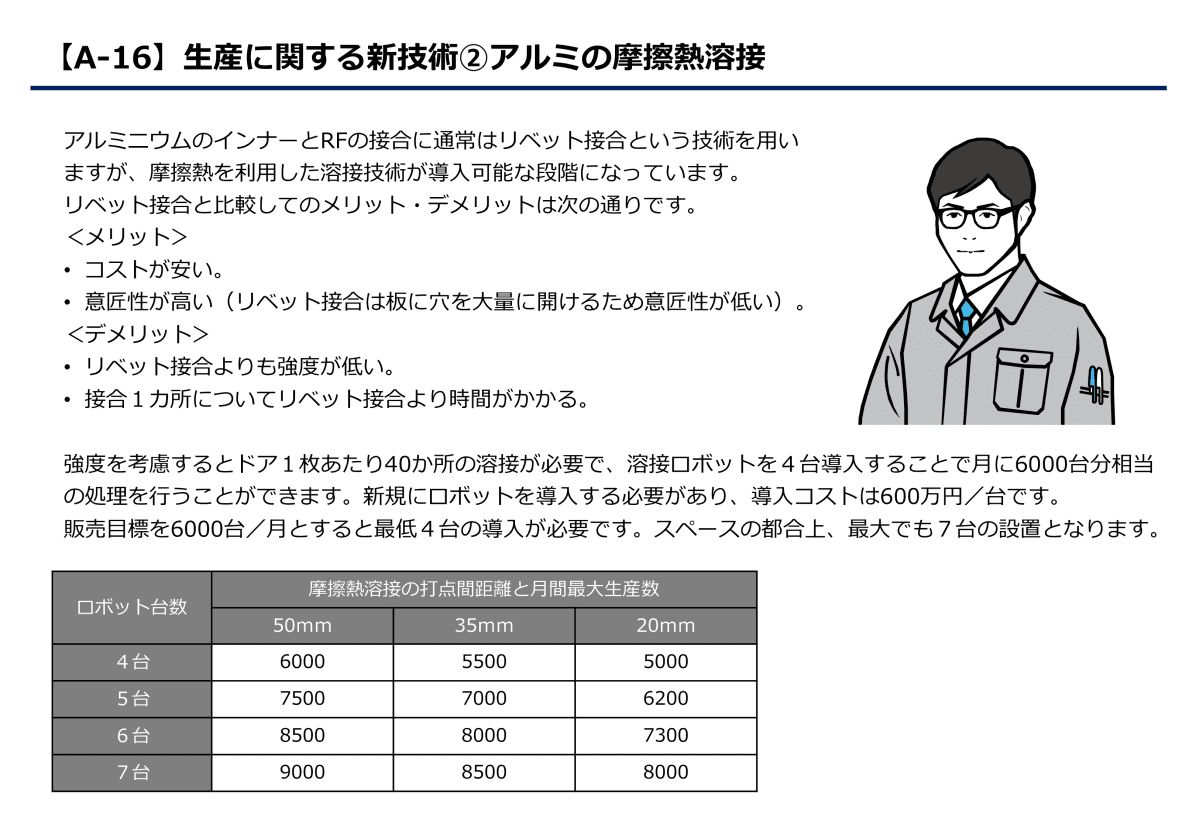 【A-16】生産に関する新技術②アルミの摩擦熱溶接
アルミニウムのインナーとRFの接合に通常はリベット接合という技術を用い
ますが、摩擦熱を利用した溶接技術が導入可能な段階になっています。
リベット接合と比較してのメリット・デメリットは次の通りです。
＜メリット＞
• コストが安い。
• 意匠性が高い（リベット接合は板に穴を大量に開けるため意匠性が低い）。
＜デメリット＞
• リベット接合よりも強度が低い。
• 接合１カ所についてリベット接合より時間がかかる。
強度を考慮するとドア１枚あたり40か所の溶接が必要で、溶接ロボットを４台導入することで月に6000台分相当
の処理を行うことができます。新規にロボットを導入する必要があり、導入コストは600万円／台です。
販売目標を6000台／月とすると最低４台の導入が必要です。スペースの都合上、最大でも７台の設置となります。
ロボット台数 摩擦熱溶接の打点間距離と月間最大生産数
50mm 35mm 20mm
４台 6000 5500 5000
５台 7500 7000 6200
６台 8500 8000 7300
７台 9000 8500 8000